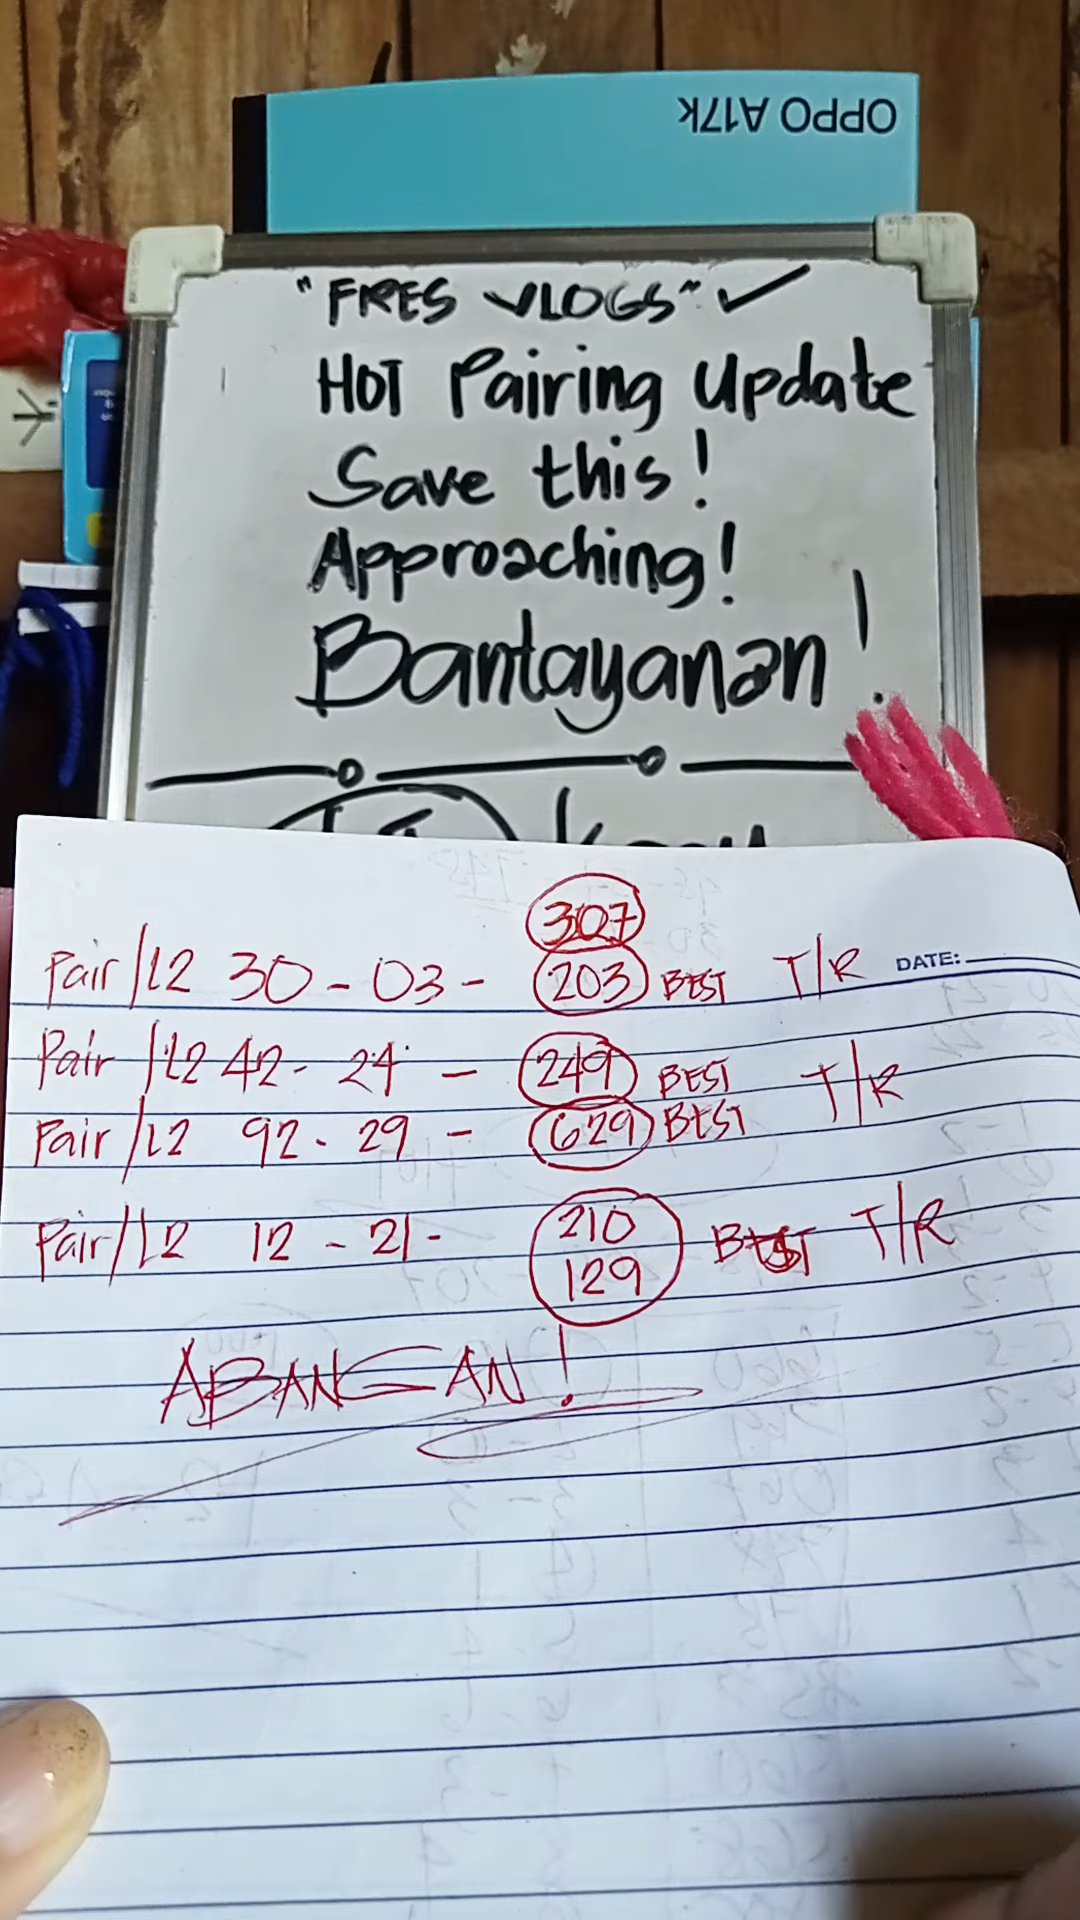 OPPO A17K
"FRES VLOGS" ✓
HOT Pairing Update
Save this!
Approaching!
Bantayanan!
307
Pair/L2 30 - 03 - 203 BEST T/R DATE:
Pair/L2 42 - 24 - 249 BEST T/R
Pair/L2 92 - 29 - 629 BEST
Pair/L2 12 - 21 - 210 BEST T/R
129
ABANGAN!